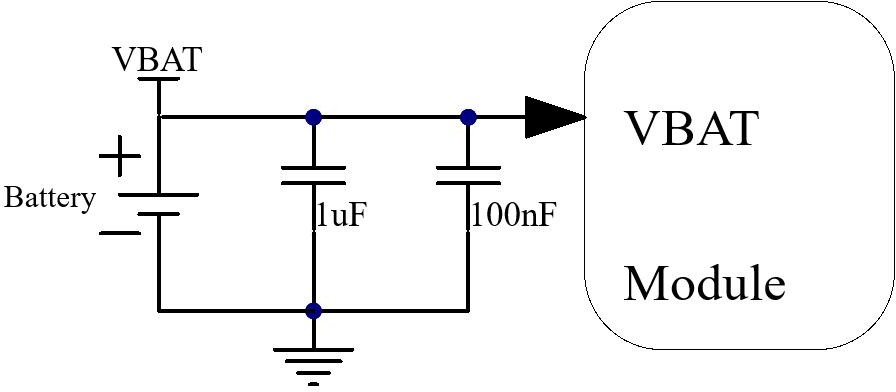 VBAT
Battery
1uF
100nF
VBAT
Module